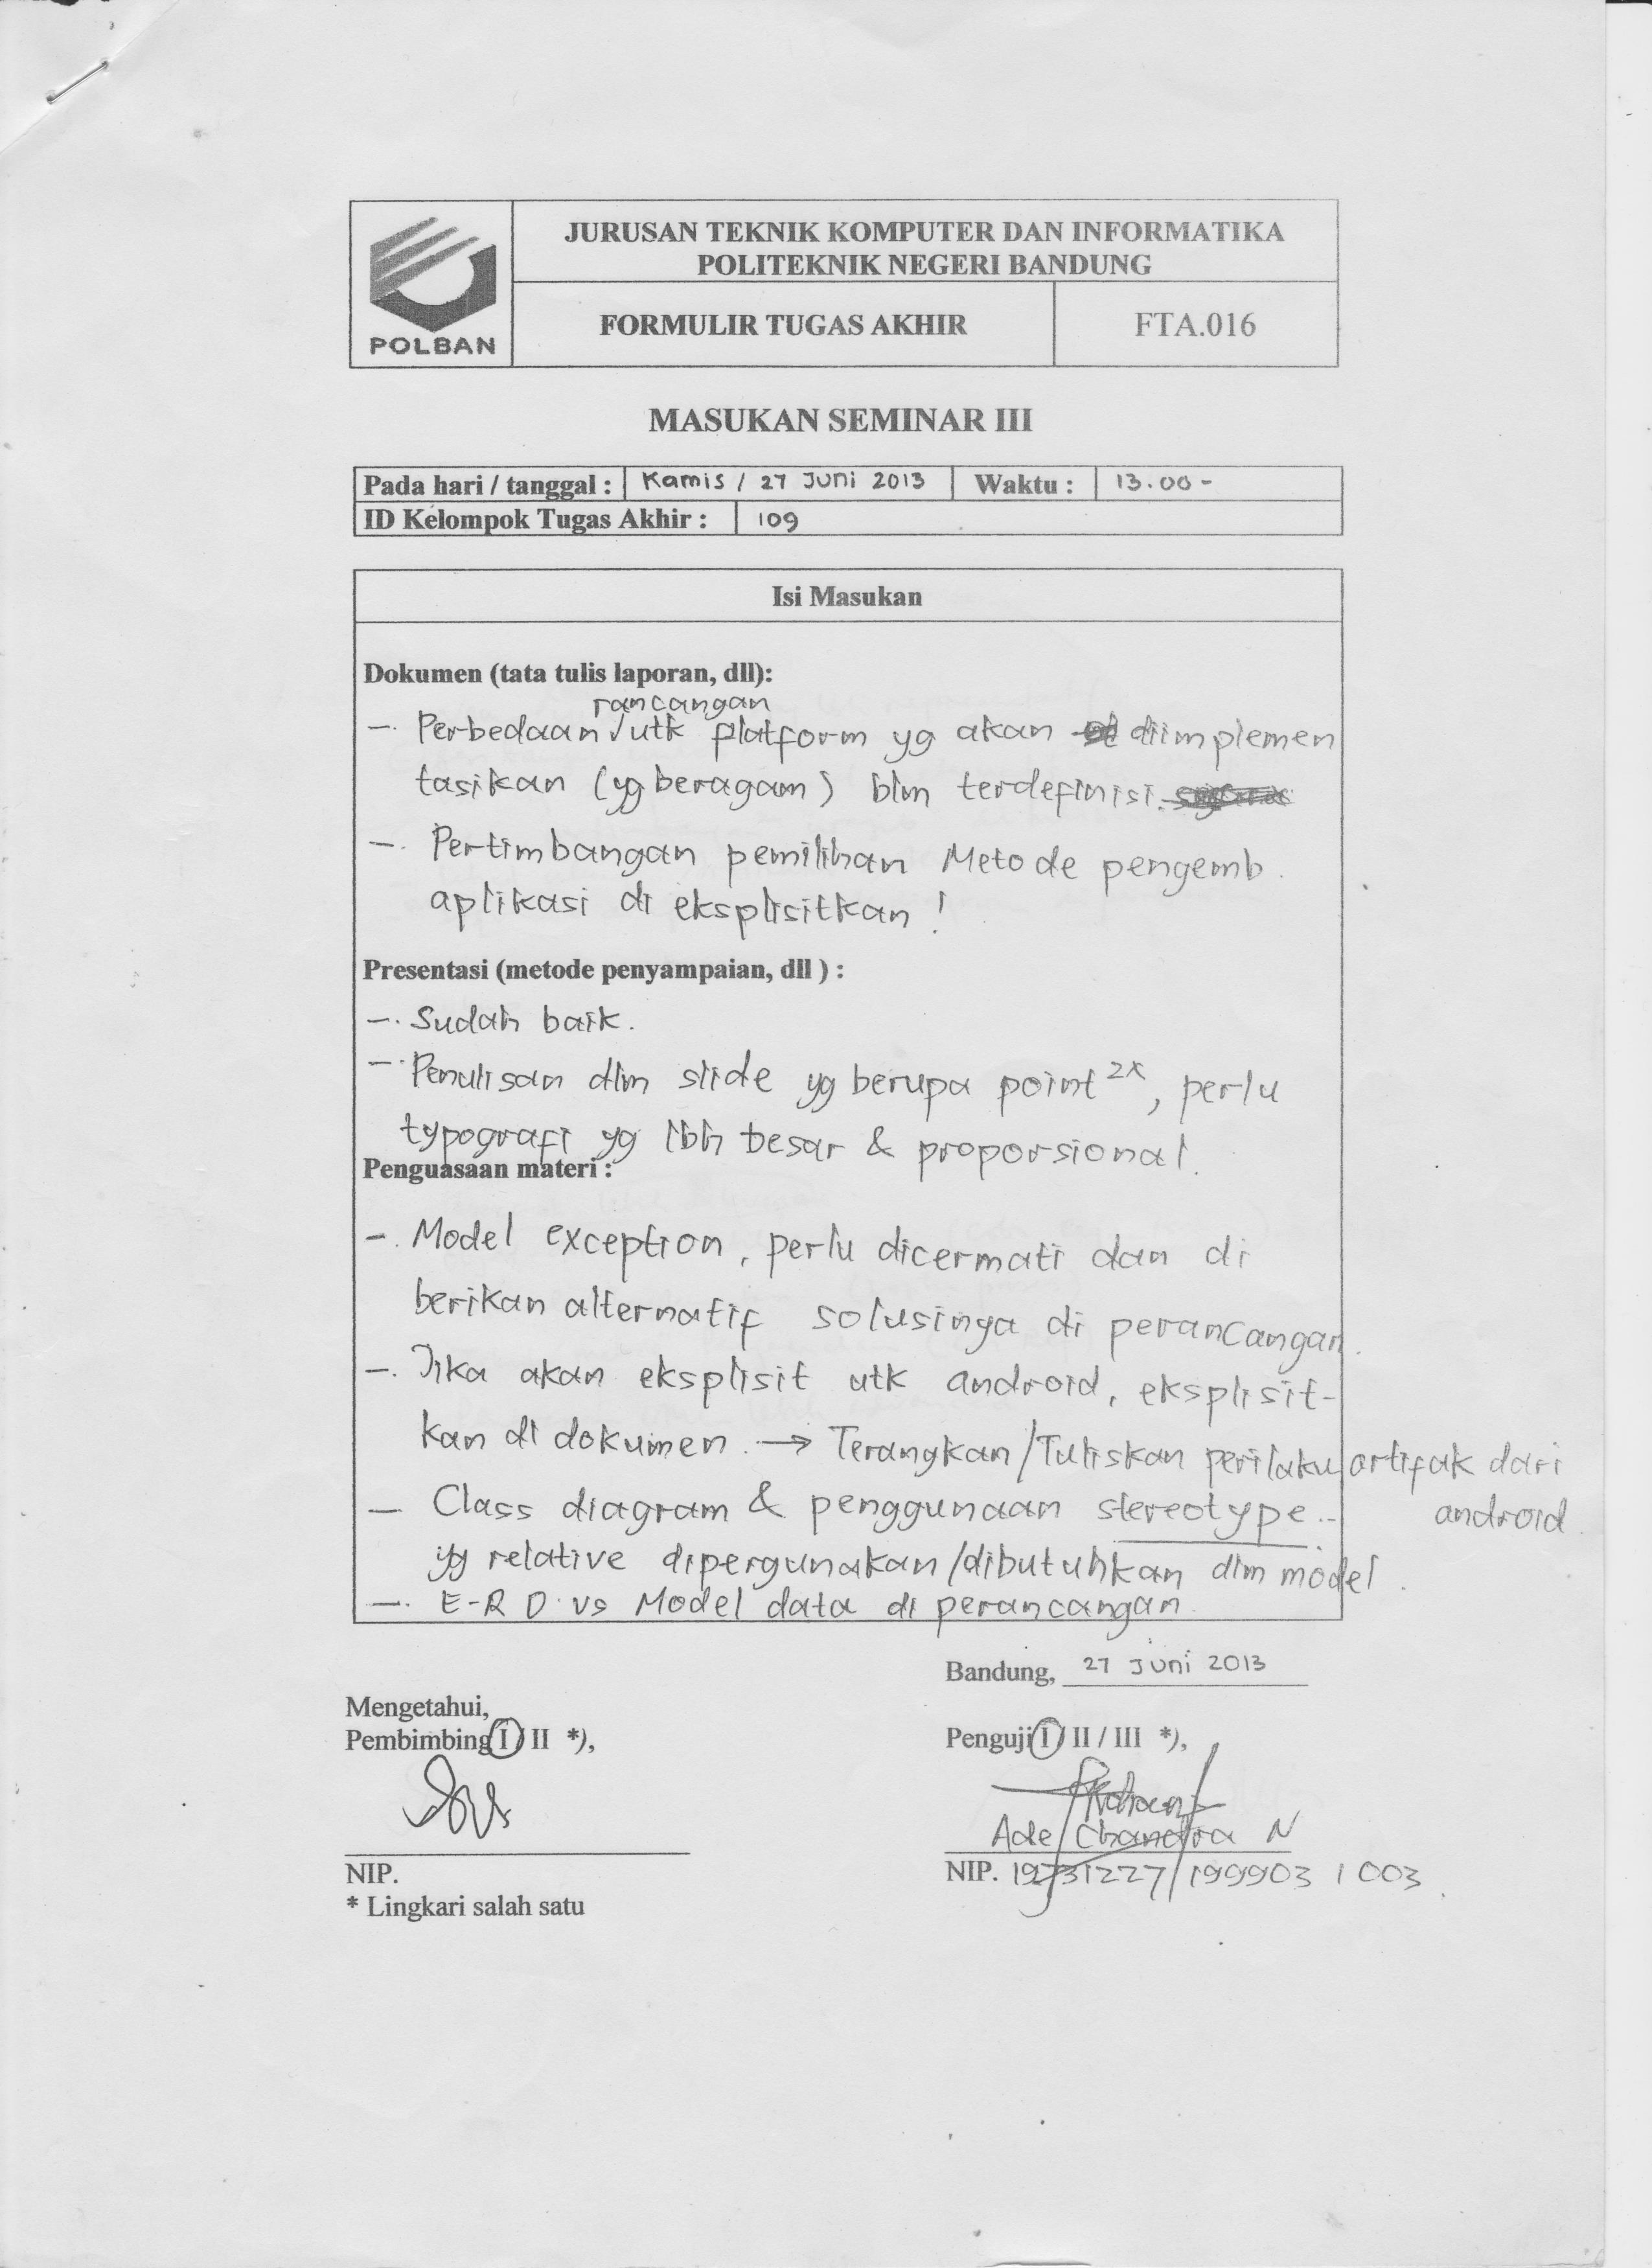 POLBAN
JURUSAN TEKNIK KOMPUTER DAN INFORMATIKA
POLITEKNIK NEGERI BANDUNG
FORMULIR TUGAS AKHIR
FTA.016
MASUKAN SEMINAR III
Pada hari / tanggal : Kamis / 27 Juni 2013 Waktu : 13.00 -
ID Kelompok Tugas Akhir : 109
Isi Masukan
Dokumen (tata tulis laporan, dll):
rancangan
-. Perbedaan √ utk platform yg akan diimplemen
tasikan (yg beragam) blm terdefinisi.
-. Pertimbangan pemilihan Metode pengemb.
aplikasi di eksplisitkan !
Presentasi (metode penyampaian, dll ) :
-. Sudah baik.
-. Penulisan dlm slide yg berupa point 2x, perlu
typografi yg lbh besar & proporsional.
Penguasaan materi :
-. Model exception, perlu dicermati dan di
berikan alternatif solusinya di perancangan.
-. Jika akan eksplisit utk android, eksplisit-
kan di dokumen. → Terangkan/Tuliskan perilaku/artifak dari
android.
- Class diagram & penggunaan stereotype..
yg relative dipergunakan/dibutuhkan dlm model.
-. E-R D vs Model data di perancangan.
Bandung, 27 Juni 2013
Mengetahui,
Pembimbing I / II *),
Penguji I / II / III *),
Ade Chandra N
NIP.
NIP. 19731227 199903 1 003
* Lingkari salah satu